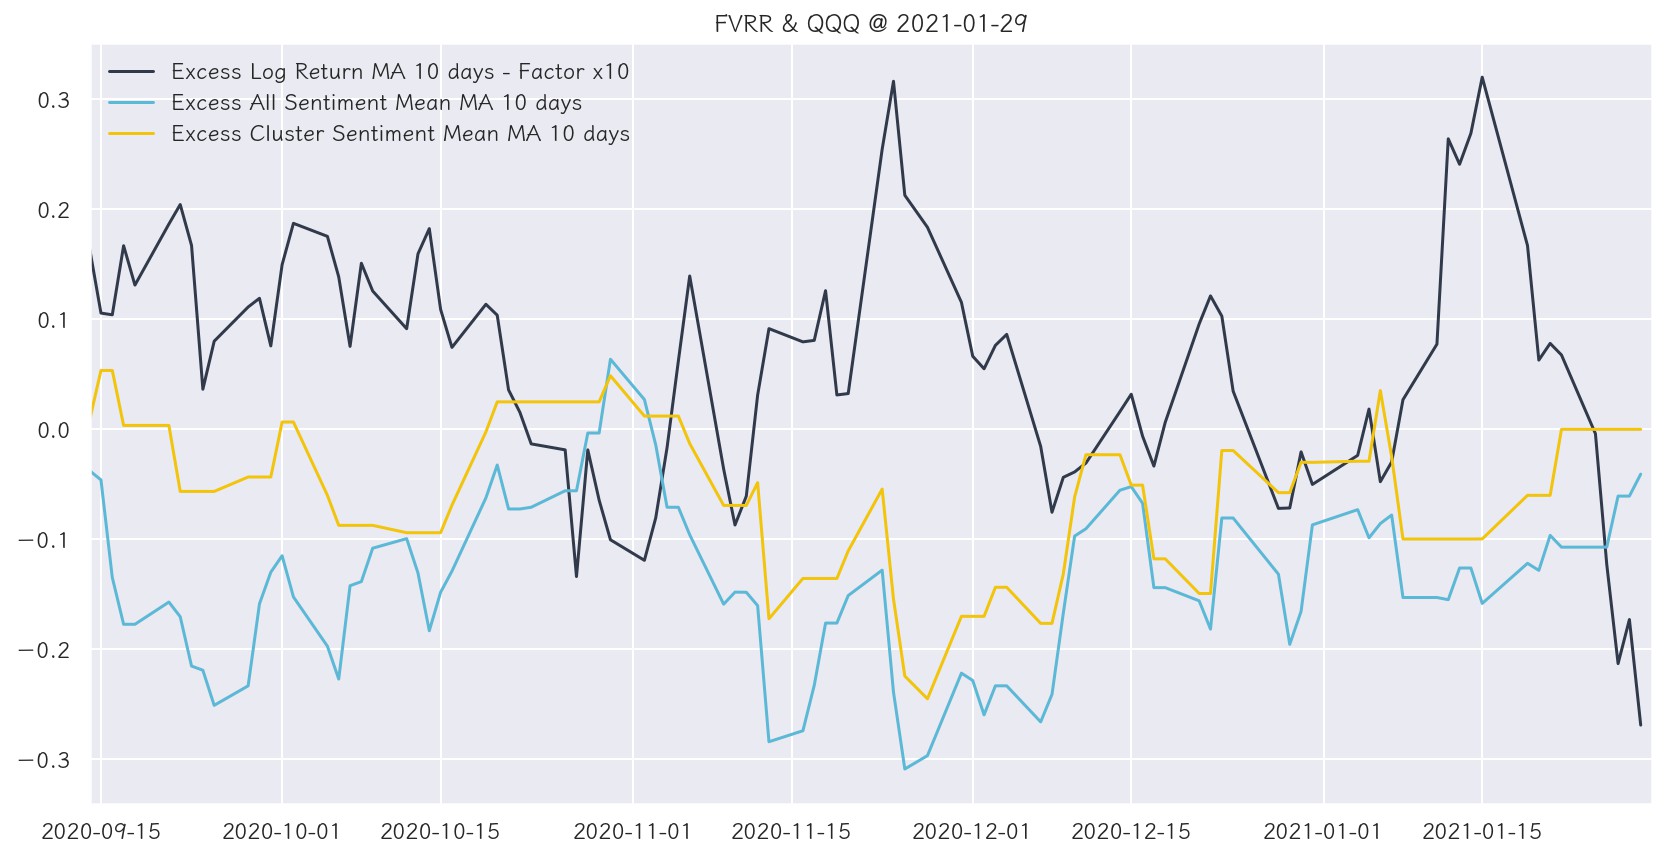 FVRR & QQQ @ 2021-01-29
Excess Log Return MA 10 days - Factor x10
Excess All Sentiment Mean MA 10 days
Excess Cluster Sentiment Mean MA 10 days
0.3
0.2
0.1
0.0
−0.1
−0.2
−0.3
2020-09-15 2020-10-01 2020-10-15 2020-11-01 2020-11-15 2020-12-01 2020-12-15 2021-01-01 2021-01-15